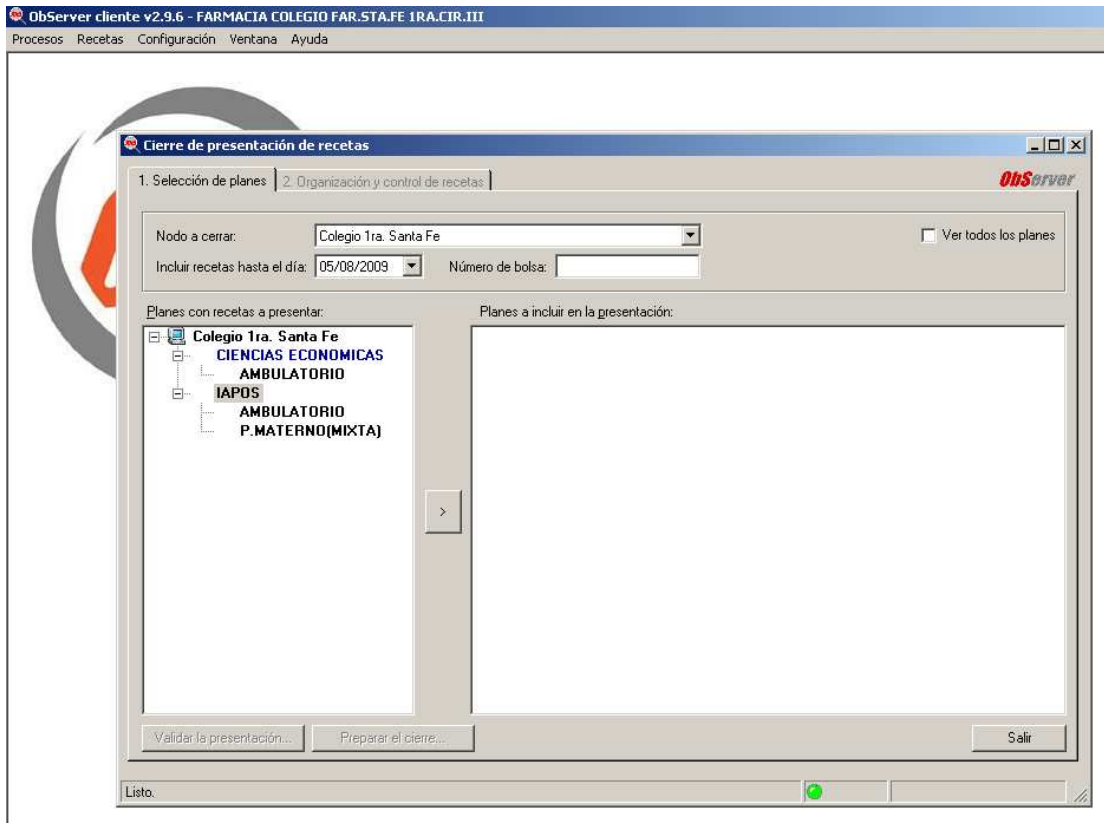 ObServer cliente v2.9.6 - FARMACIA COLEGIO FAR.STA.FE 1RA.CIR.III
Procesos Recetas Configuración Ventana Ayuda
Cierre de presentación de recetas
1. Selección de planes 2. Organización y control de recetas ObServer
Nodo a cerrar: Colegio 1ra. Santa Fe Ver todos los planes
Incluir recetas hasta el día: 05/08/2009 Número de bolsa:
Planes con recetas a presentar: Planes a incluir en la presentación:
Colegio 1ra. Santa Fe
CIENCIAS ECONOMICAS
AMBULATORIO
IAPOS
AMBULATORIO
P.MATERNO(MIXTA)
>
Validar la presentación... Preparar el cierre... Salir
Listo.